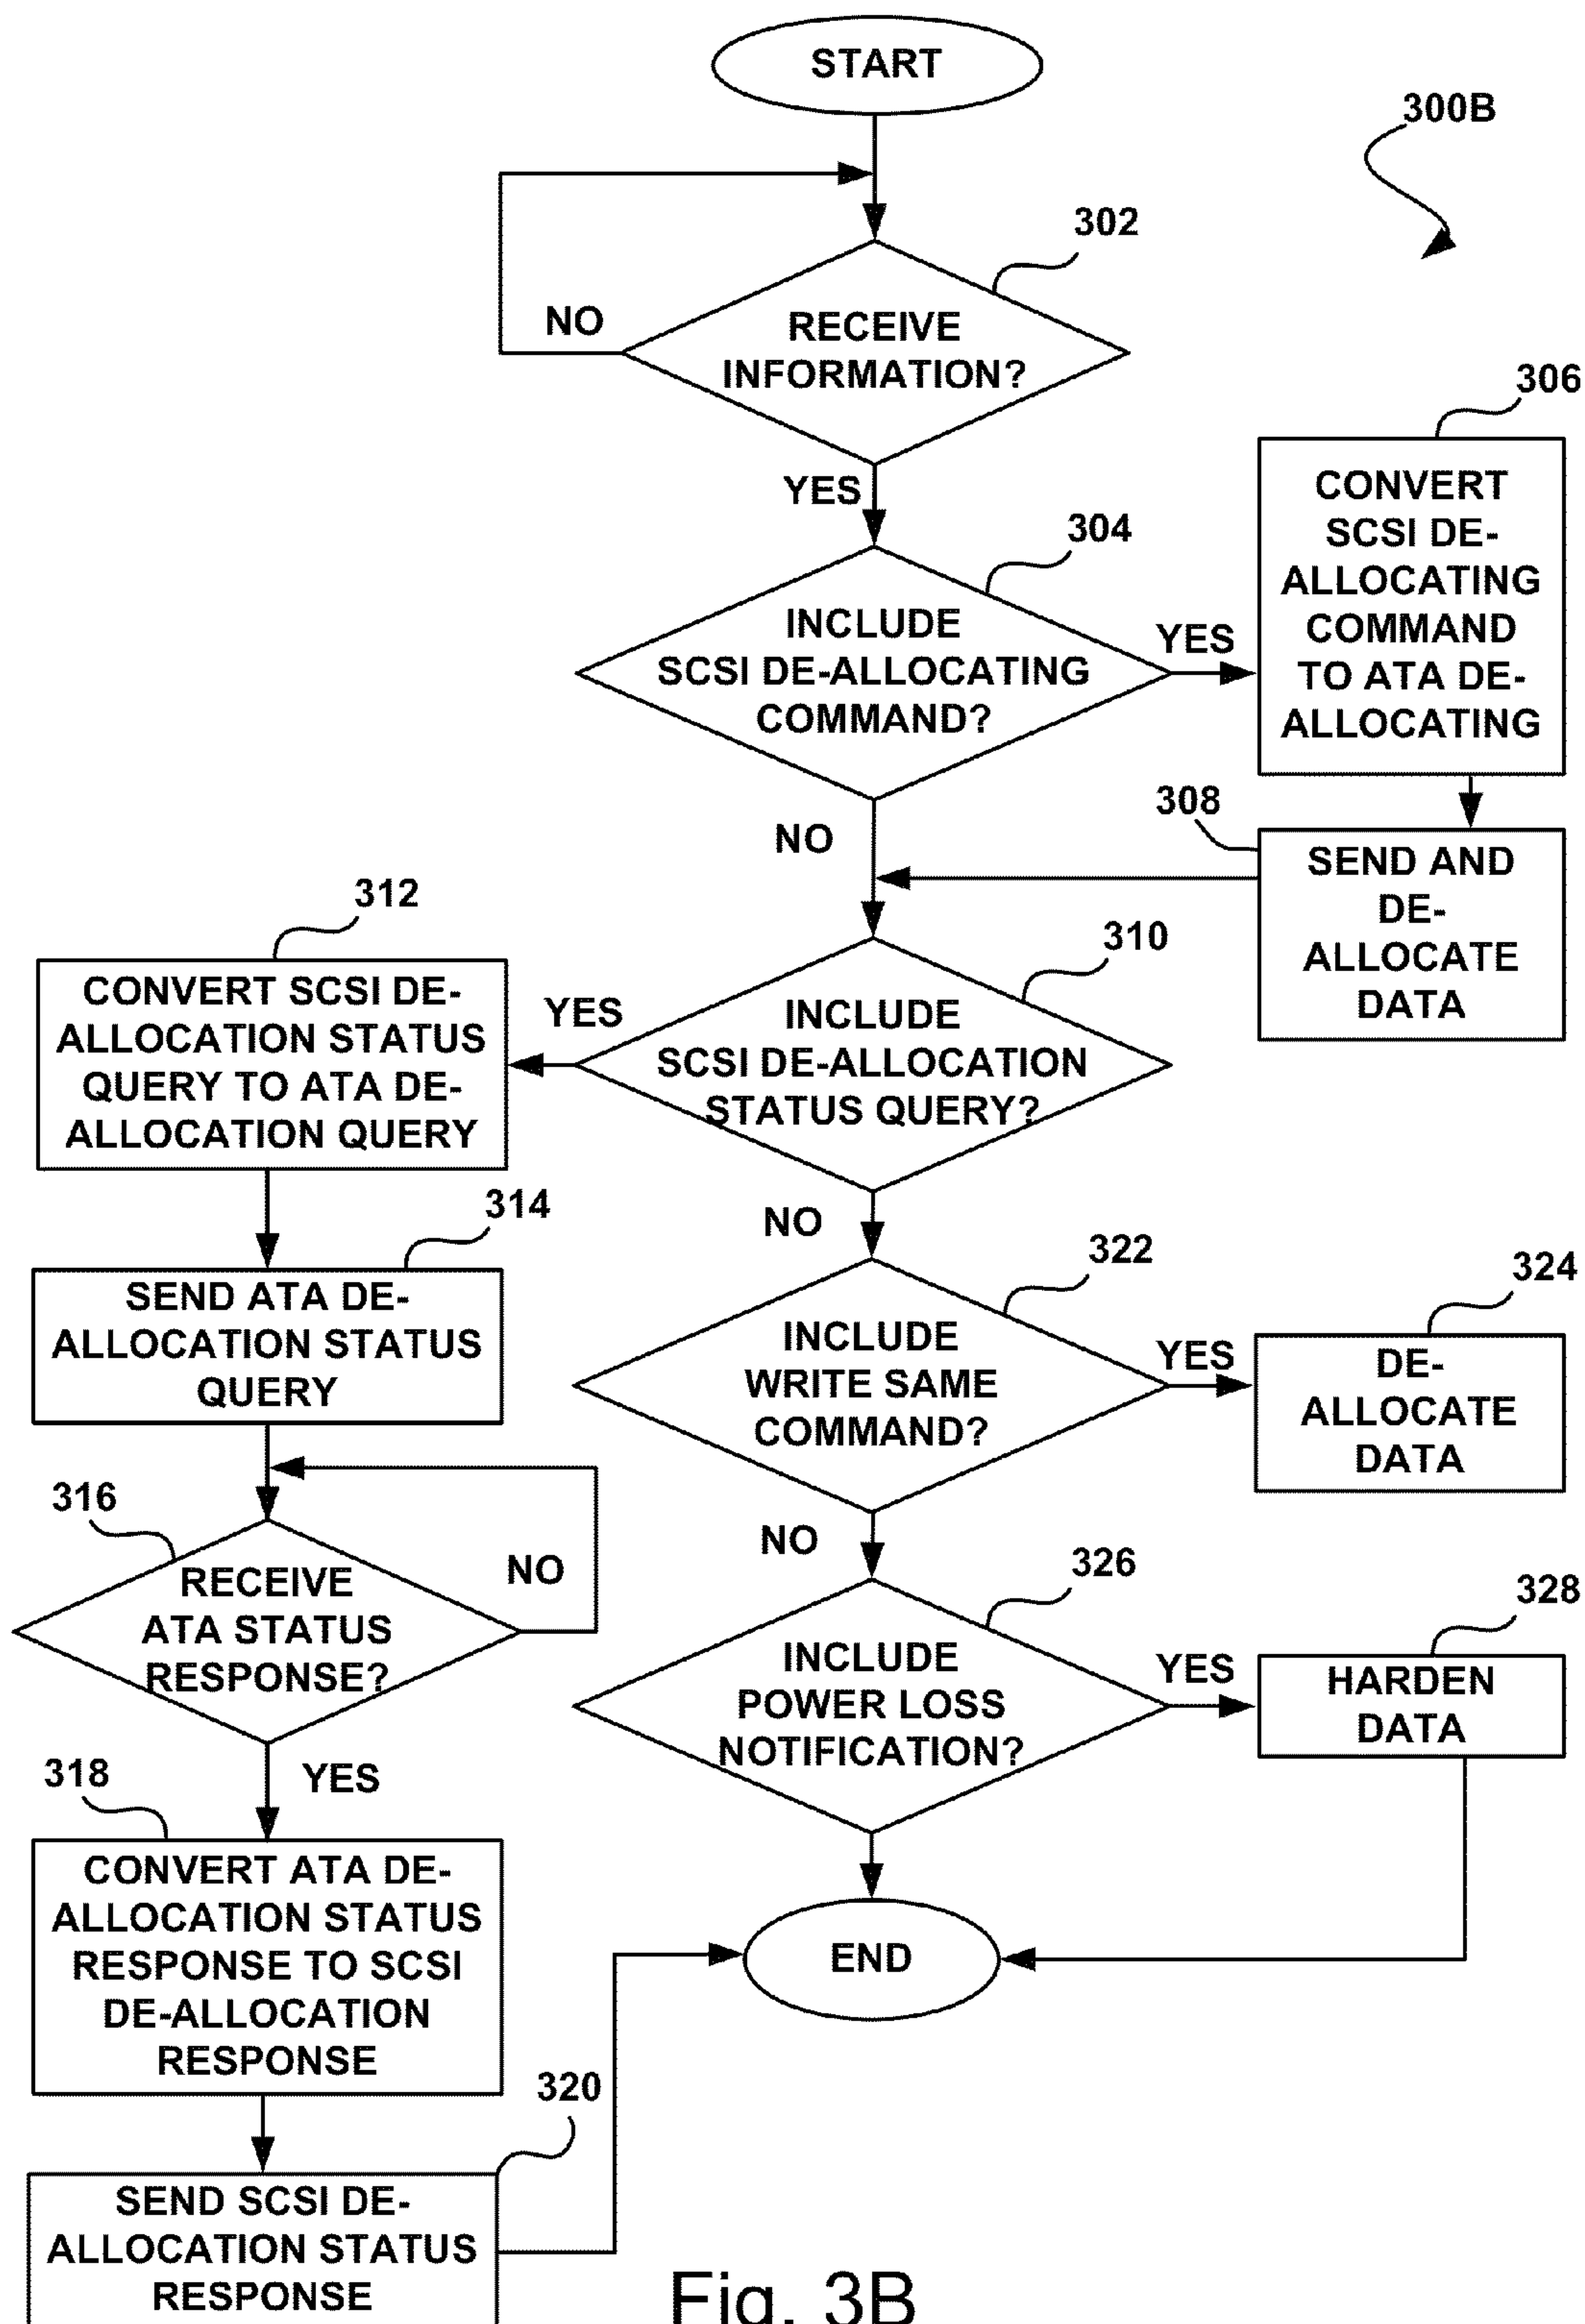 START
300B
302
NO
RECEIVE
INFORMATION?
306
YES
CONVERT
SCSI DE-
ALLOCATING
COMMAND
TO ATA DE-
ALLOCATING
304
INCLUDE
SCSI DE-ALLOCATING
COMMAND?
YES
308
NO
SEND AND
DE-
ALLOCATE
DATA
312
310
CONVERT SCSI DE-
ALLOCATION STATUS
QUERY TO ATA DE-
ALLOCATION QUERY
YES
INCLUDE
SCSI DE-ALLOCATION
STATUS QUERY?
314
NO
322
324
SEND ATA DE-
ALLOCATION STATUS
QUERY
INCLUDE
WRITE SAME
COMMAND?
YES
DE-
ALLOCATE
DATA
316
NO
RECEIVE
ATA STATUS
RESPONSE?
NO
326
328
INCLUDE
POWER LOSS
NOTIFICATION?
YES
HARDEN
DATA
318
YES
CONVERT ATA DE-
ALLOCATION STATUS
RESPONSE TO SCSI
DE-ALLOCATION
RESPONSE
END
320
SEND SCSI DE-
ALLOCATION STATUS
RESPONSE
Fig. 3B